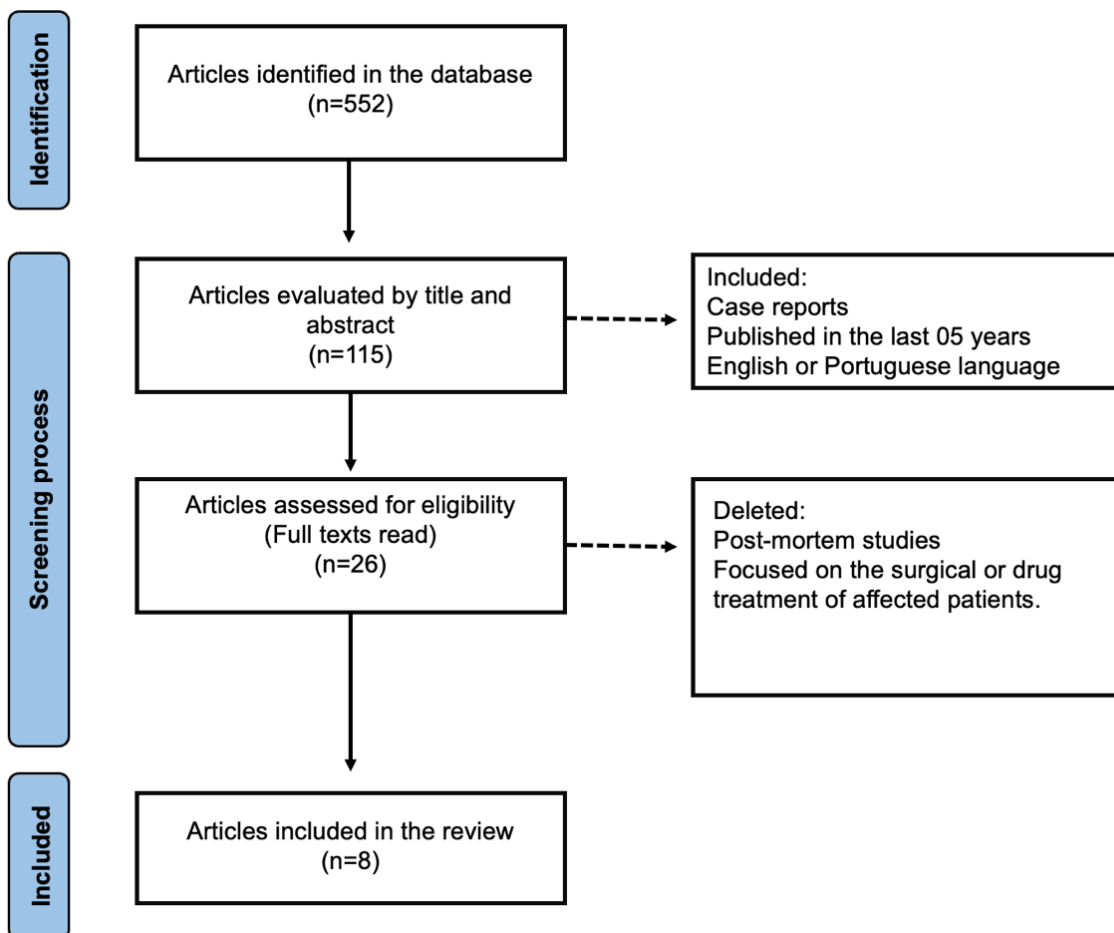 Identification
Articles identified in the database
(n=552)
Screening process
Articles evaluated by title and
abstract
(n=115)
Included:
Case reports
Published in the last 05 years
English or Portuguese language
Articles assessed for eligibility
(Full texts read)
(n=26)
Deleted:
Post-mortem studies
Focused on the surgical or drug
treatment of affected patients.
Included
Articles included in the review
(n=8)